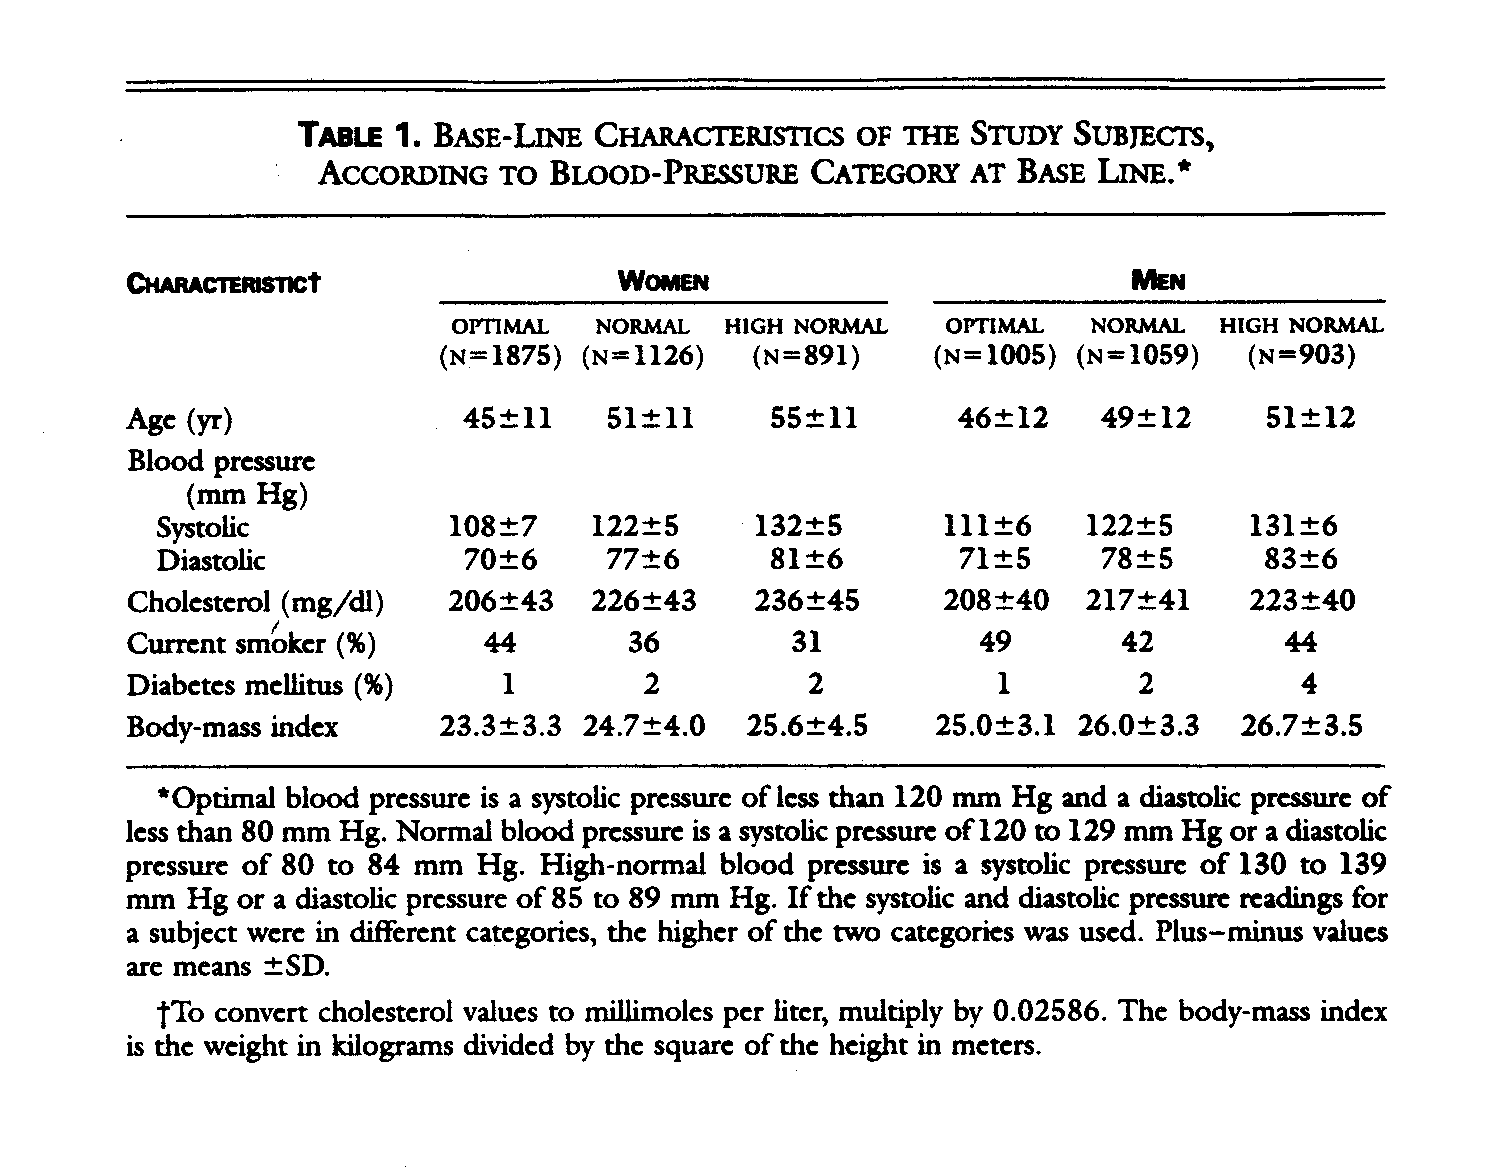 TABLE 1. BASE-LINE CHARACTERISTICS OF THE STUDY SUBJECTS,
ACCORDING TO BLOOD-PRESSURE CATEGORY AT BASE LINE.*
CHARACTERISTIC† WOMEN MEN
OPTIMAL NORMAL HIGH NORMAL OPTIMAL NORMAL HIGH NORMAL
(N=1875) (N=1126) (N=891) (N=1005) (N=1059) (N=903)
Age (yr) 45±11 51±11 55±11 46±12 49±12 51±12
Blood pressure
(mm Hg)
Systolic 108±7 122±5 132±5 111±6 122±5 131±6
Diastolic 70±6 77±6 81±6 71±5 78±5 83±6
Cholesterol (mg/dl) 206±43 226±43 236±45 208±40 217±41 223±40
Current smoker (%) 44 36 31 49 42 44
Diabetes mellitus (%) 1 2 2 1 2 4
Body-mass index 23.3±3.3 24.7±4.0 25.6±4.5 25.0±3.1 26.0±3.3 26.7±3.5
*Optimal blood pressure is a systolic pressure of less than 120 mm Hg and a diastolic pressure of
less than 80 mm Hg. Normal blood pressure is a systolic pressure of 120 to 129 mm Hg or a diastolic
pressure of 80 to 84 mm Hg. High-normal blood pressure is a systolic pressure of 130 to 139
mm Hg or a diastolic pressure of 85 to 89 mm Hg. If the systolic and diastolic pressure readings for
a subject were in different categories, the higher of the two categories was used. Plus–minus values
are means ±SD.
†To convert cholesterol values to millimoles per liter, multiply by 0.02586. The body-mass index
is the weight in kilograms divided by the square of the height in meters.